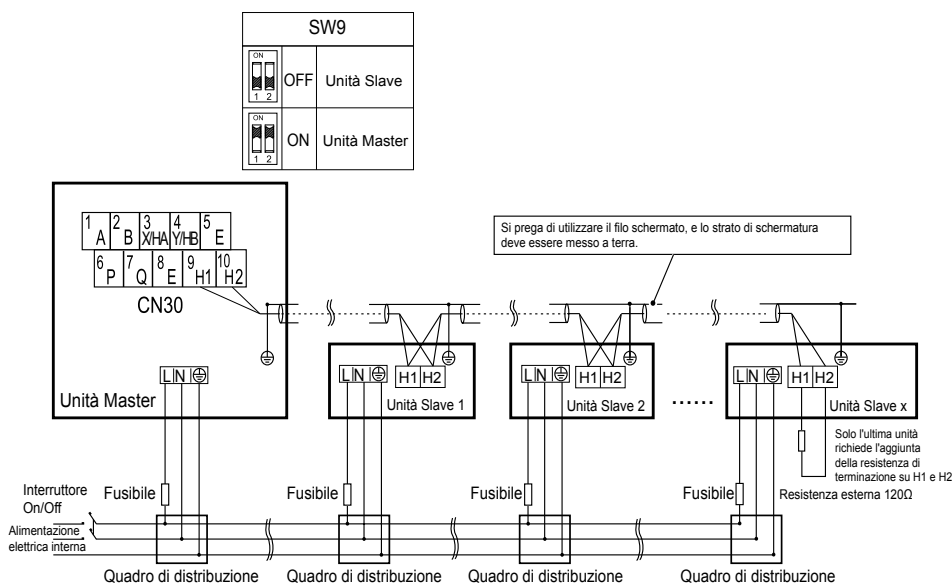 SW9
ON
1 2
OFF
Unità Slave
ON
1 2
ON
Unità Master
1 A
2 B
3 X/HA
4 Y/HB
5 E
6 P
7 Q
8 E
9 H1
10 H2
CN30
Si prega di utilizzare il filo schermato, e lo strato di schermatura
deve essere messo a terra.
L N
Unità Master
L N
H1 H2
Unità Slave 1
L N
H1 H2
Unità Slave 2
......
L N
H1 H2
Unità Slave x
Solo l'ultima unità
richiede l'aggiunta
della resistenza di
terminazione su H1 e H2
Resistenza esterna 120Ω
Interruttore
On/Off
Fusibile
Fusibile
Fusibile
Fusibile
Alimentazione
elettrica interna
Quadro di distribuzione
Quadro di distribuzione
Quadro di distribuzione
Quadro di distribuzione